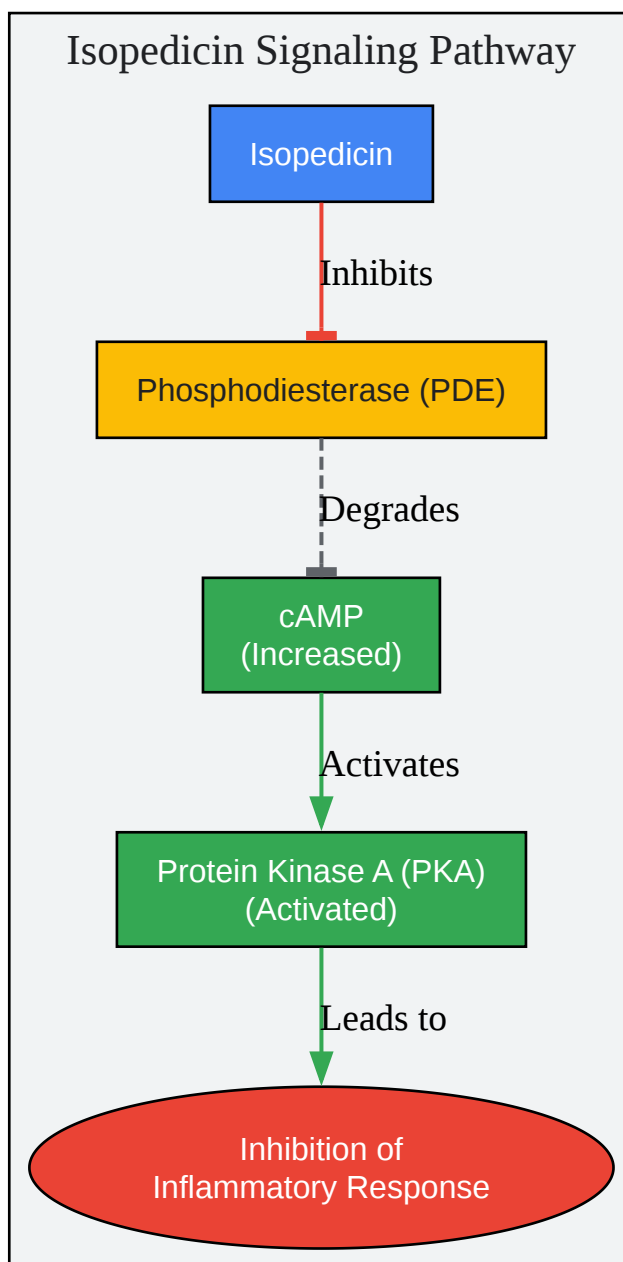 Isopedicin Signaling Pathway
Isopedicin
Inhibits
Phosphodiesterase (PDE)
Degrades
cAMP
(Increased)
Activates
Protein Kinase A (PKA)
(Activated)
Leads to
Inhibition of
Inflammatory Response